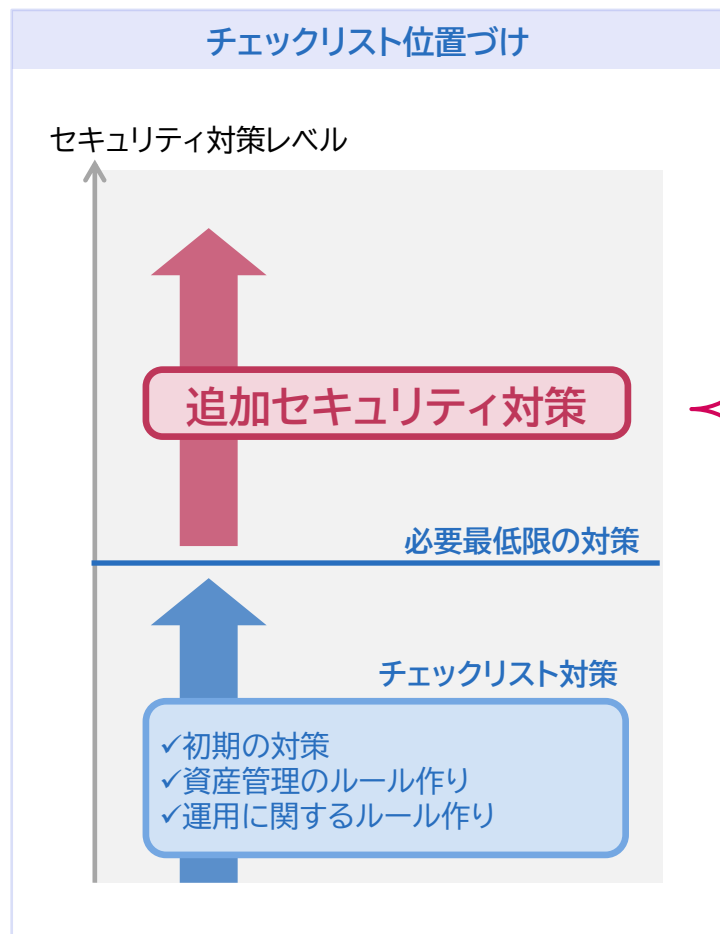 チェックリスト位置づけ
セキュリティ対策レベル
追加セキュリティ対策
必要最低限の対策
チェックリスト対策
✓初期の対策
✓資産管理のルール作り
✓運用に関するルール作り